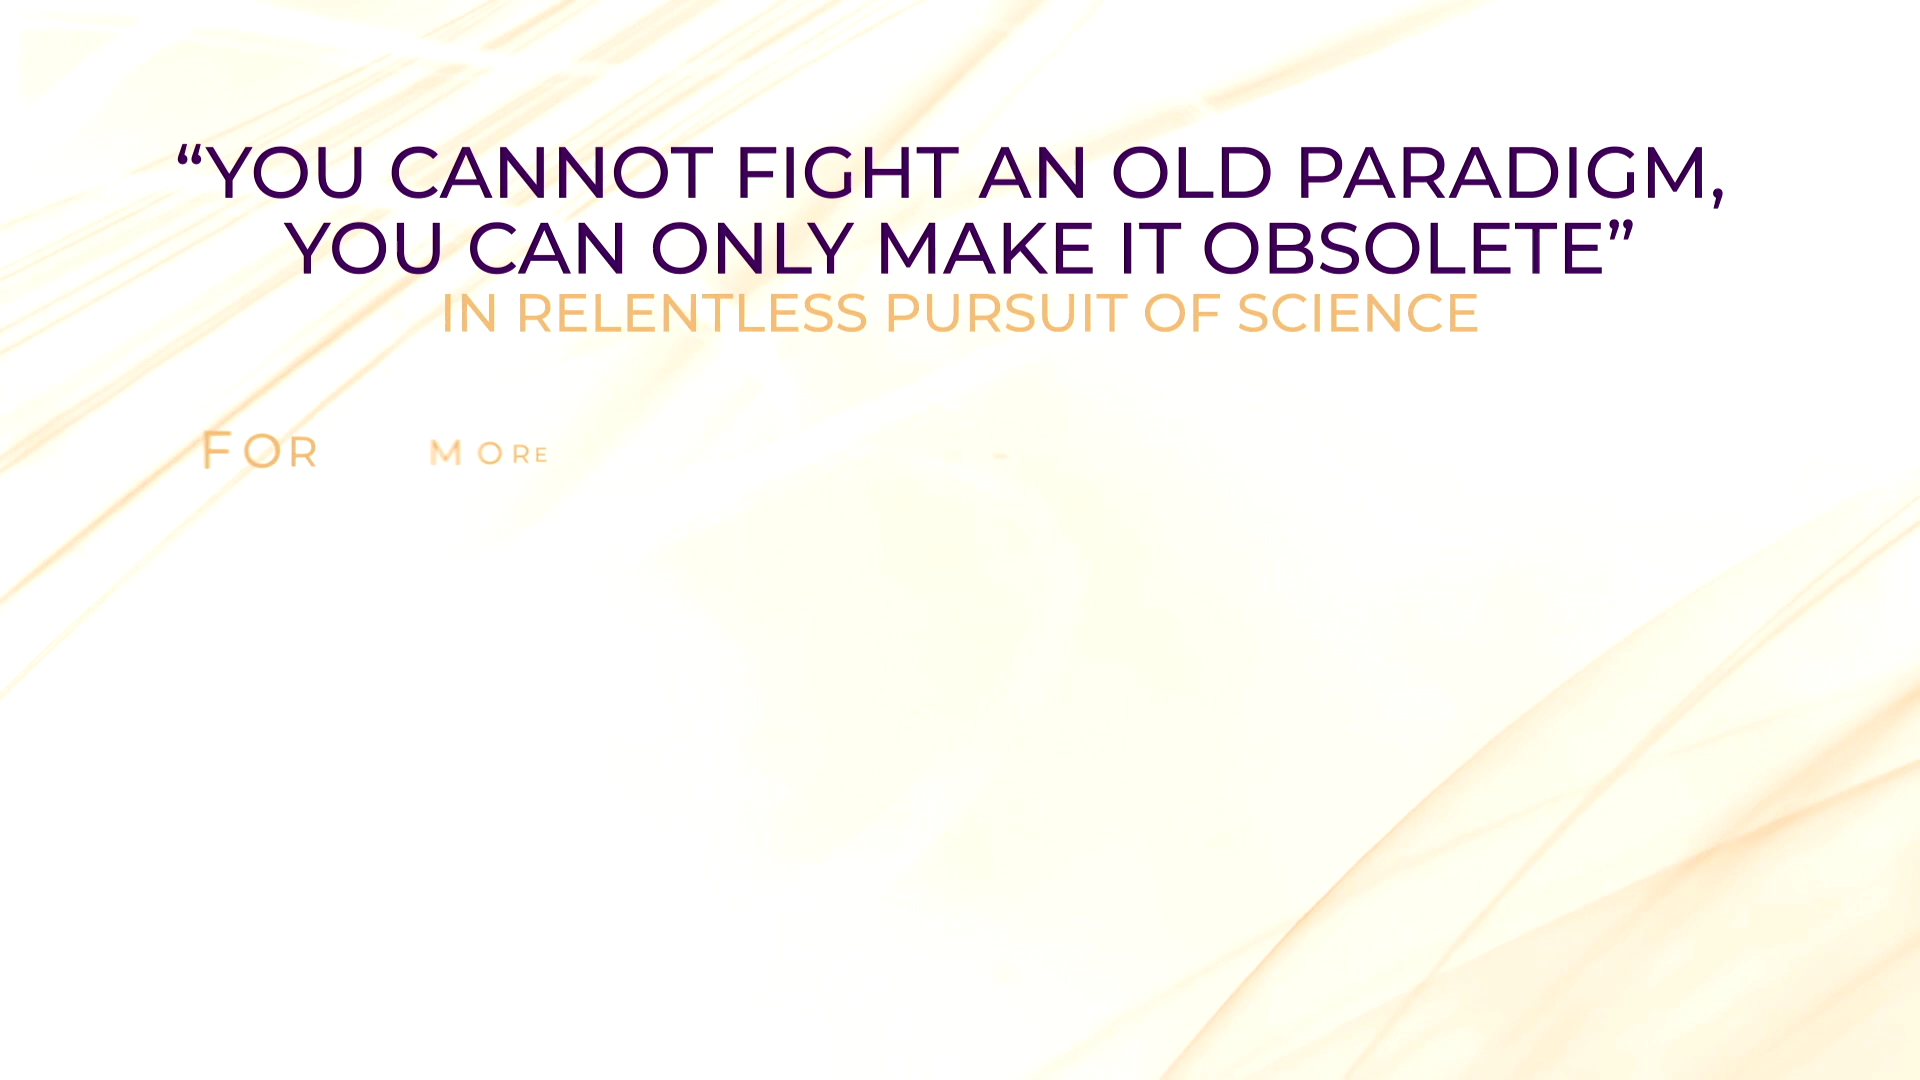 “YOU CANNOT FIGHT AN OLD PARADIGM,
YOU CAN ONLY MAKE IT OBSOLETE”
IN RELENTLESS PURSUIT OF SCIENCE
FOR MORE